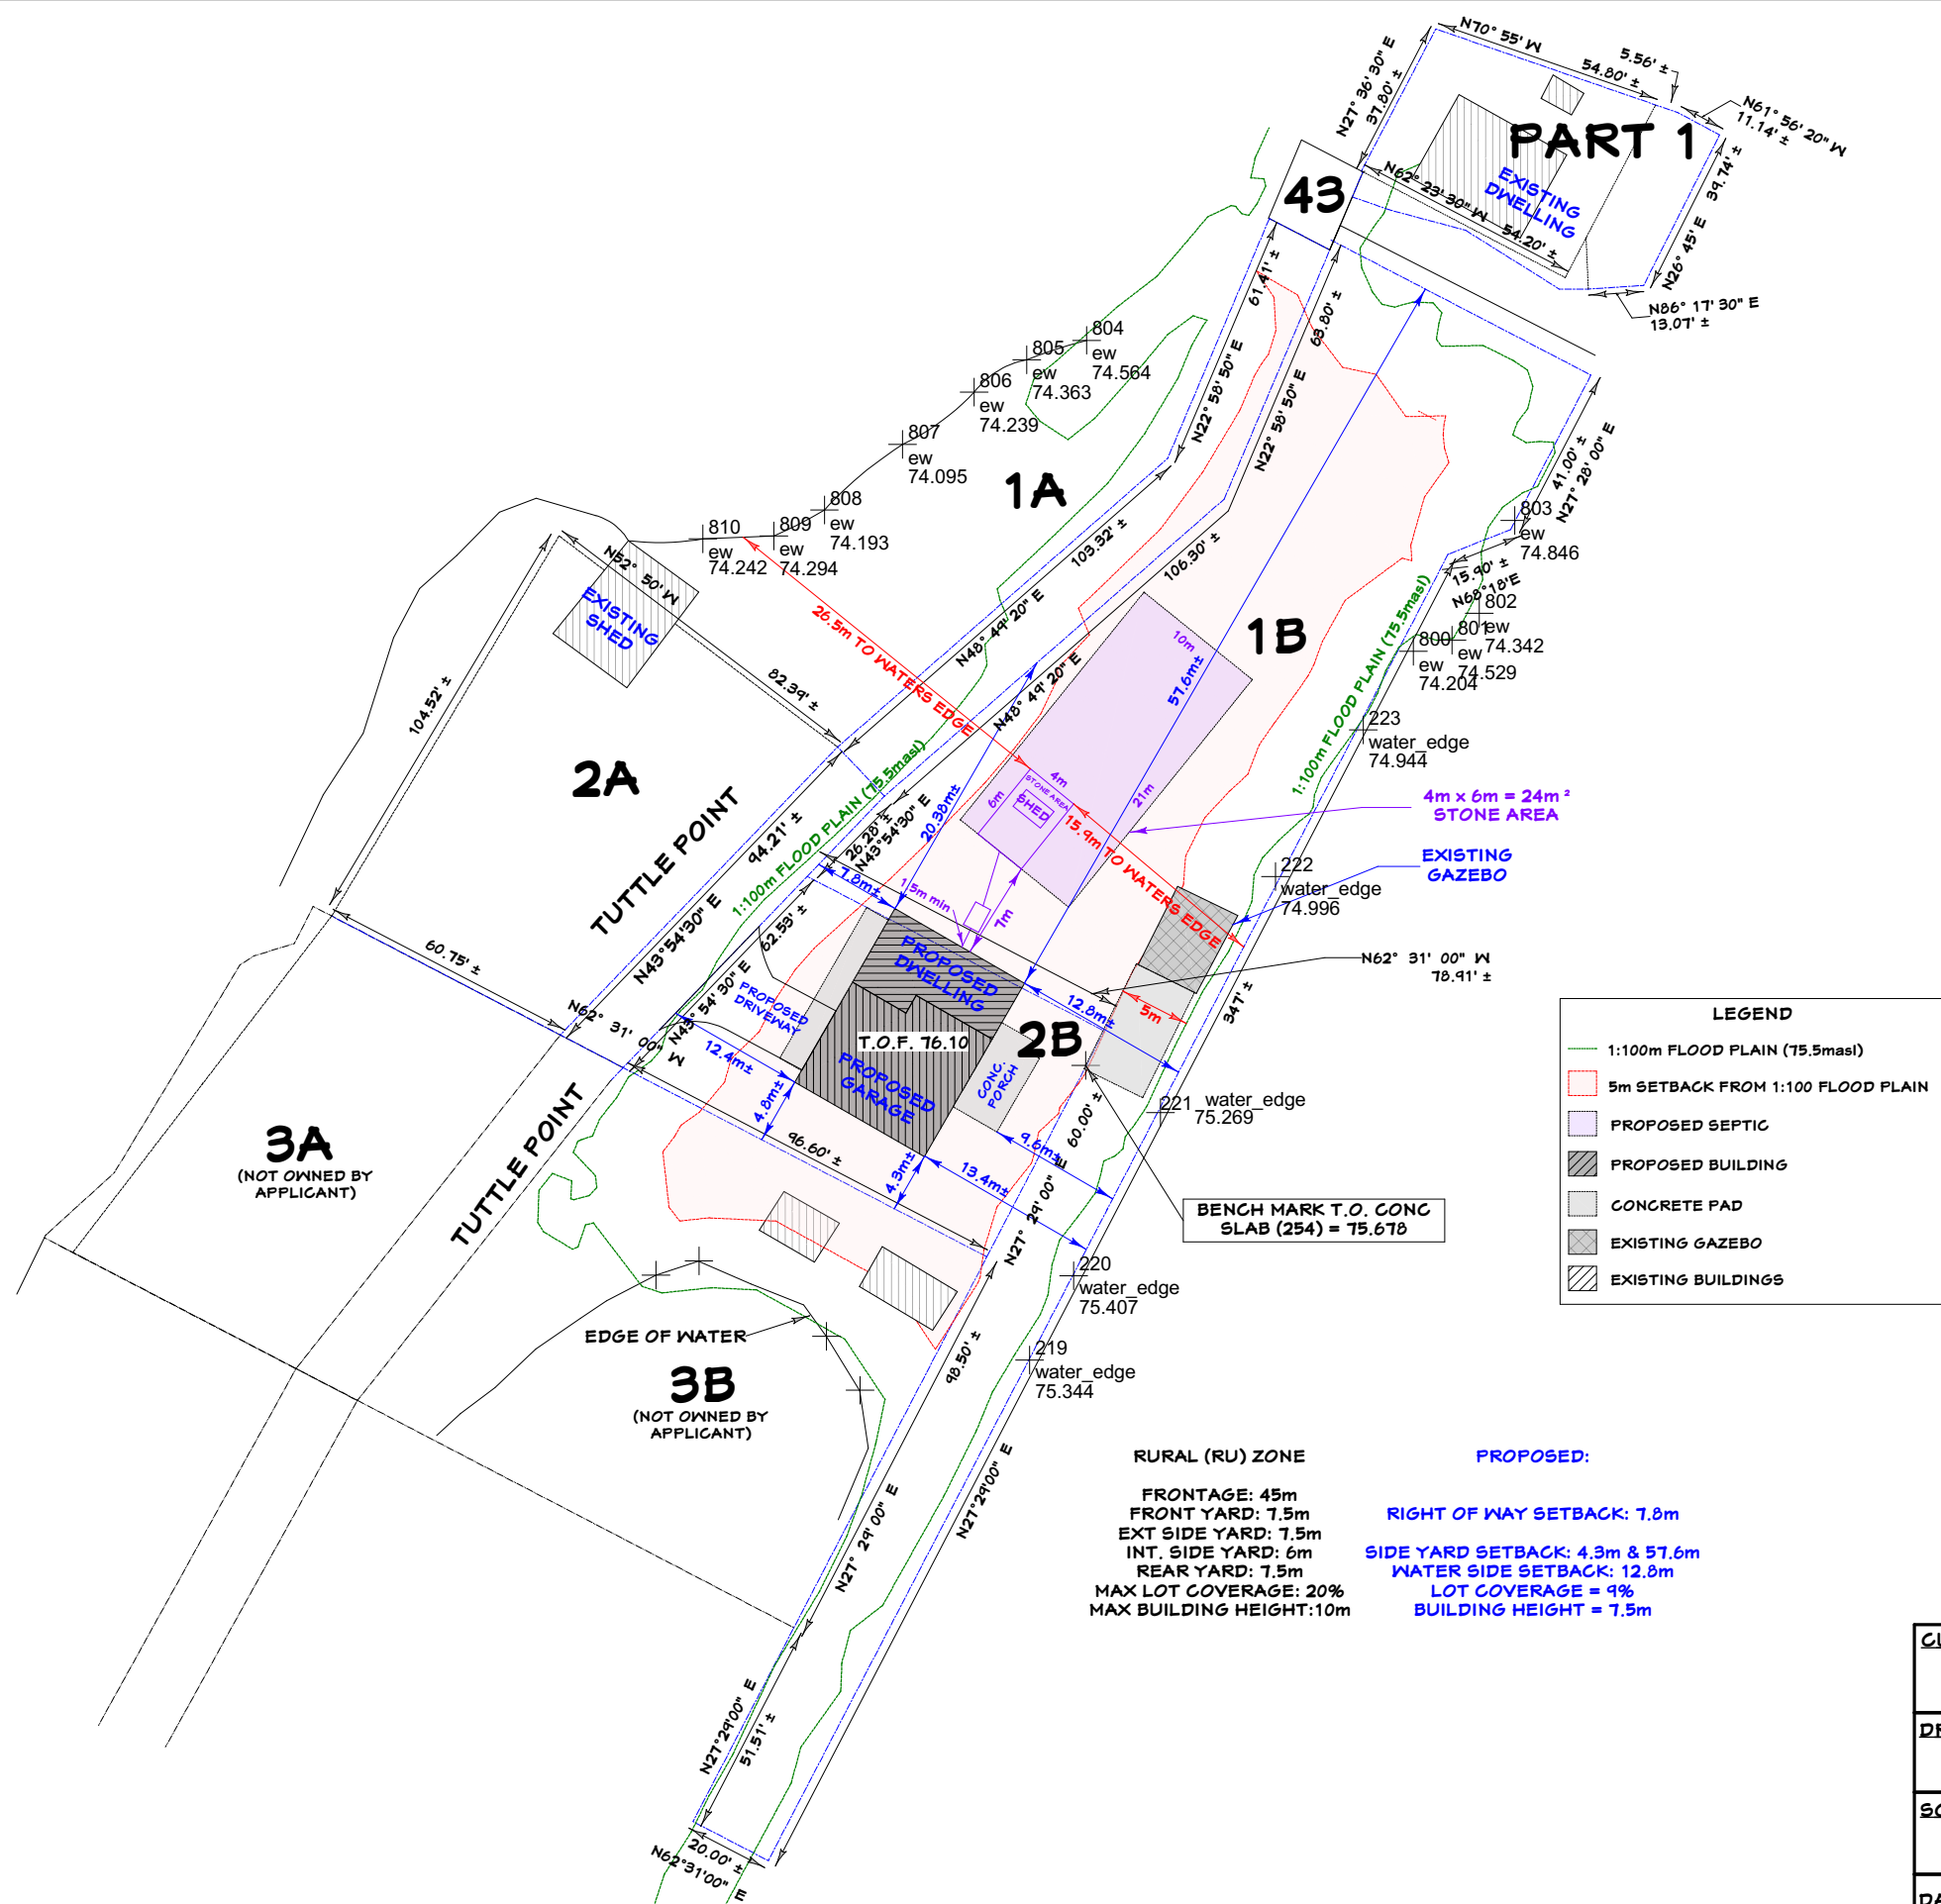 N70° 55' W
54.80' ±
5.56' ±
N61° 56' 20" W
11.14' ±
N27° 36' 30" E
37.80' ±
PART 1
EXISTING
DWELLING
N62° 23' 30" W
54.20' ±
39.74' ±
N26° 45' E
N86° 17' 30" E
13.07' ±
43
61.41' ±
N22° 58' 50" E
63.80' ±
N22° 58' 50" E
804
ew
74.564
805
ew
74.363
806
ew
74.239
807
ew
74.095
808
ew
74.193
809
ew
74.294
810
ew
74.242
1A
103.32' ±
N48° 49' 20" E
106.30' ±
N48° 49' 20" E
41.00' ±
N27° 28' 00" E
803
ew
74.846
15.90' ±
N68°18'E
802
ew
74.342
801
ew
74.529
800
ew
74.204
1B
N52° 50' W
EXISTING
SHED
82.39' ±
104.52' ±
26.5m TO WATERS EDGE
10m
57.6m±
21m
4m
STONE AREA
SHED
6m
15.9m TO WATERS EDGE
1:100m FLOOD PLAIN (75.5masl)
223
water_edge
74.944
4m x 6m = 24m ²
STONE AREA
EXISTING
GAZEBO
222
water_edge
74.996
2A
TUTTLE POINT
94.21' ±
N43°54'30" E
1:100m FLOOD PLAIN (75.5masl)
26.28' ±
N43°54'30" E
20.38m±
7.8m±
1.5m min
7m
62.53' ±
N43° 54' 30" E
N62° 31' 00" W
78.91' ±
60.75' ±
N62° 31' 00" W
PROPOSED
DRIVEWAY
PROPOSED
DWELLING
T.O.F. 76.10
PROPOSED
GARAGE
CONC.
PORCH
2B
12.8m±
5m
347' ±
12.4m±
4.8m±
96.60' ±
4.3m±
13.4m±
9.6m±
60.00' ±
N27° 29' 00" E
221
water_edge
75.269
BENCH MARK T.O. CONC
SLAB (254) = 75.678
LEGEND
1:100m FLOOD PLAIN (75.5masl)
5m SETBACK FROM 1:100 FLOOD PLAIN
PROPOSED SEPTIC
PROPOSED BUILDING
CONCRETE PAD
EXISTING GAZEBO
EXISTING BUILDINGS
3A
(NOT OWNED BY
APPLICANT)
TUTTLE POINT
220
water_edge
75.407
219
water_edge
75.344
EDGE OF WATER
3B
(NOT OWNED BY
APPLICANT)
98.50' ±
N27° 29' 00" E
N27°29'00" E
RURAL (RU) ZONE
FRONTAGE: 45m
FRONT YARD: 7.5m
EXT SIDE YARD: 7.5m
INT. SIDE YARD: 6m
REAR YARD: 7.5m
MAX LOT COVERAGE: 20%
MAX BUILDING HEIGHT:10m
PROPOSED:
RIGHT OF WAY SETBACK: 7.8m
SIDE YARD SETBACK: 4.3m & 57.6m
WATER SIDE SETBACK: 12.8m
LOT COVERAGE = 9%
BUILDING HEIGHT = 7.5m
N27°29'00" E
51.51' ±
20.00' ±
N62°31'00" E